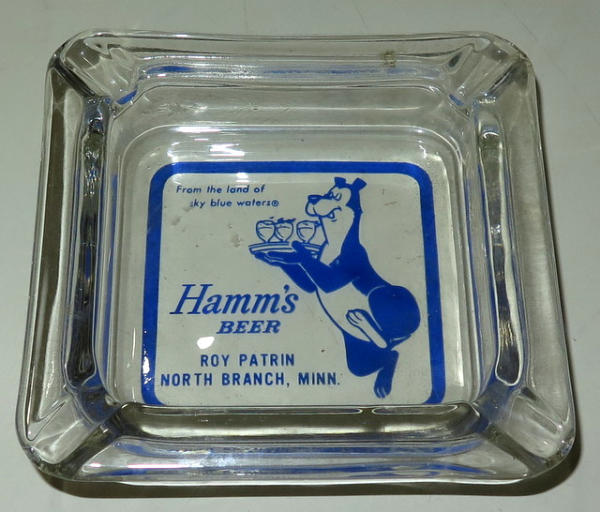 From the land of
sky blue waters®
Hamm's
BEER
ROY PATRIN
NORTH BRANCH, MINN.